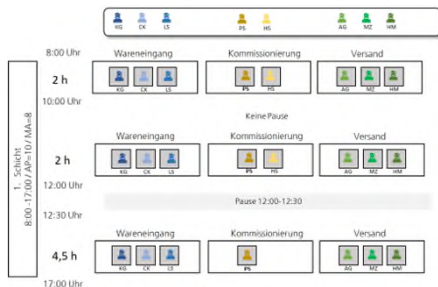 KG CK LS PS HS AG MZ HM
8:00 Uhr Wareneingang Kommissionierung Versand
2 h
KG CK LS PS HS AG MZ HM
10:00 Uhr
Keine Pause
Wareneingang Kommissionierung Versand
2 h
KG CK LS PS HS AG MZ HM
12:00 Uhr
Pause 12:00-12:30
12:30 Uhr
Wareneingang Kommissionierung Versand
4,5 h
KG CK LS PS AG MZ HM
17:00 Uhr
1. Schicht
8:00 -17:00 / AP=10 / MA=8